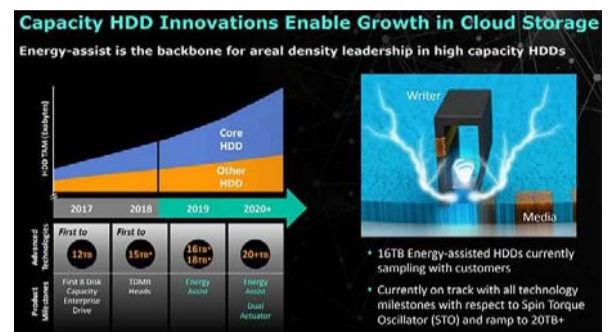 Capacity HDD Innovations Enable Growth in Cloud Storage
Energy-assist is the backbone for areal density leadership in high capacity HDDs
HDD TAM (Exabytes)
Core
HDD
Other
HDD
2017
2018
2019
2020+
Advanced
Technologies
First to
12TB
First to
15TB*
16TB*
18TB*
20+TB
Product
Milestones
First 8 Disk
Capacity
Enterprise
Drive
TDMR
Heads
Energy
Assist
Energy
Assist
Dual
Actuator
Writer
Media
• 16TB Energy-assisted HDDs currently
sampling with customers
• Currently on track with all technology
milestones with respect to Spin Torque
Oscillator (STO) and ramp to 20TB+